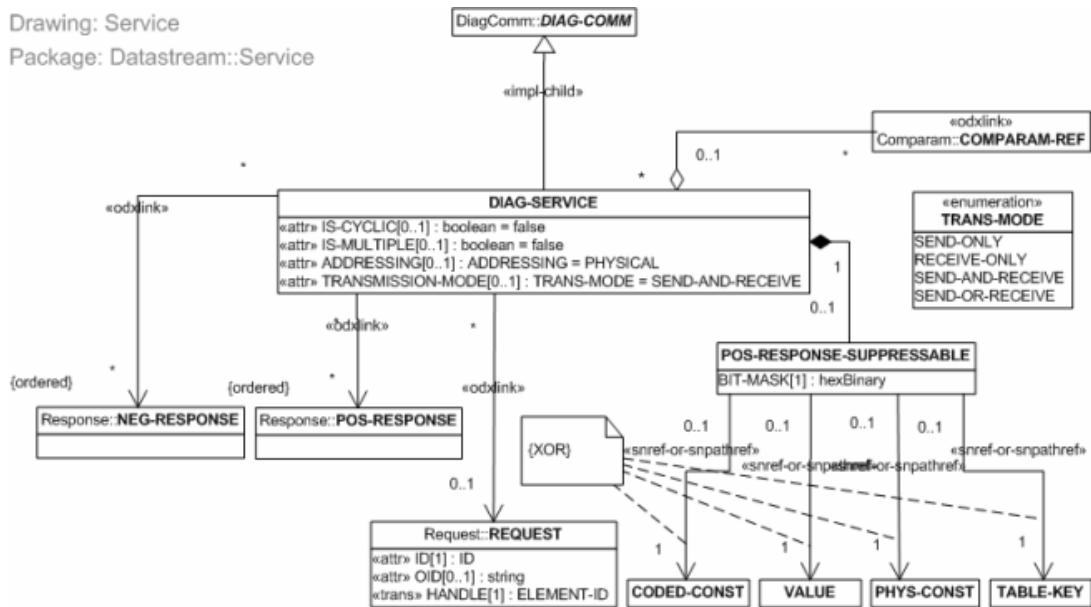 Drawing: Service
Package: Datastream::Service
DiagComm::DIAG-COMM
«impl-child»
«odxlink»
Comparam::COMPARAM-REF
0..1
*
*
*
«odxlink»
DIAG-SERVICE
«attr» IS-CYCLIC[0..1] : boolean = false
«attr» IS-MULTIPLE[0..1] : boolean = false
«attr» ADDRESSING[0..1] : ADDRESSING = PHYSICAL
«attr» TRANSMISSION-MODE[0..1] : TRANS-MODE = SEND-AND-RECEIVE
«enumeration»
TRANS-MODE
SEND-ONLY
RECEIVE-ONLY
SEND-AND-RECEIVE
SEND-OR-RECEIVE
1
0..1
*
*
«odxlink»
«odxlink»
*
{ordered}
*
{ordered}
Response::NEG-RESPONSE
Response::POS-RESPONSE
POS-RESPONSE-SUPPRESSABLE
BIT-MASK[1] : hexBinary
0..1
0..1
0..1
0..1
{XOR}
«snref-or-snpathref»
«snref-or-snpathref»
«snref-or-snpathref»
0..1
Request::REQUEST
«attr» ID[1] : ID
«attr» OID[0..1] : string
«trans» HANDLE[1] : ELEMENT-ID
1
1
1
1
CODED-CONST
VALUE
PHYS-CONST
TABLE-KEY